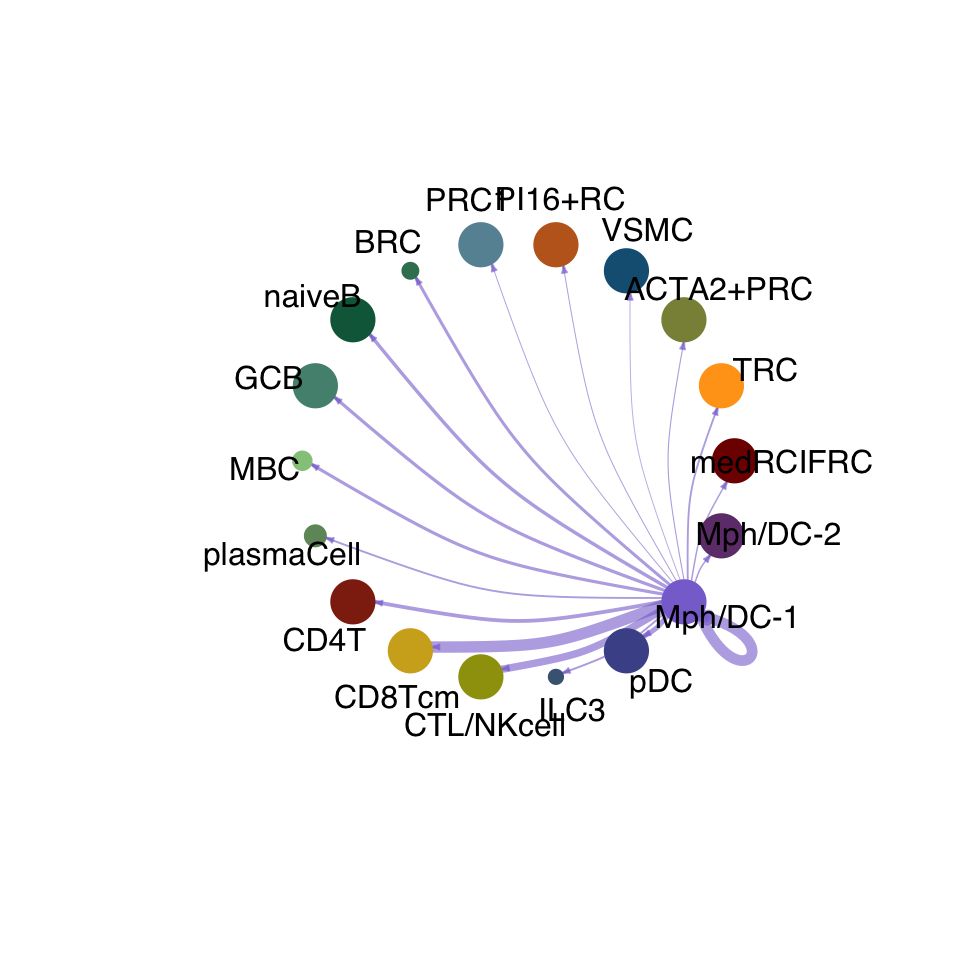 PRC1
PI16+RC
VSMC
BRC
ACTA2+PRC
naiveB
TRC
GCB
medRCIFRC
MBC
Mph/DC-2
plasmaCell
Mph/DC-1
CD4T
pDC
CD8Tcm
ILC3
CTL/NKcell